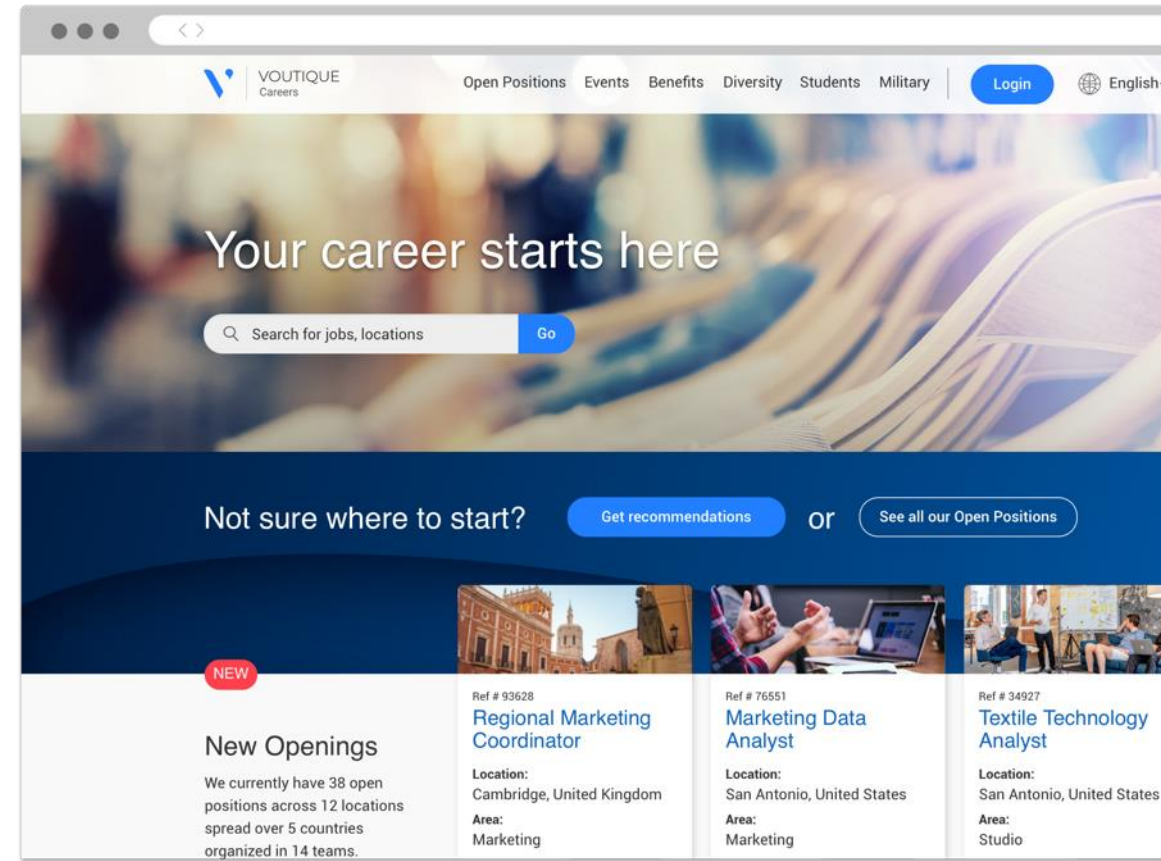 VOUTIQUE
Careers
Open Positions Events Benefits Diversity Students Military
Login
English
Your career starts here
Search for jobs, locations
Go
Not sure where to start?
Get recommendations
or
See all our Open Positions
NEW
New Openings
We currently have 38 open
positions across 12 locations
spread over 5 countries
organized in 14 teams.
Ref # 93628
Regional Marketing
Coordinator
Location:
Cambridge, United Kingdom
Area:
Marketing
Ref # 76551
Marketing Data
Analyst
Location:
San Antonio, United States
Area:
Marketing
Ref # 34927
Textile Technology
Analyst
Location:
San Antonio, United States
Area:
Studio